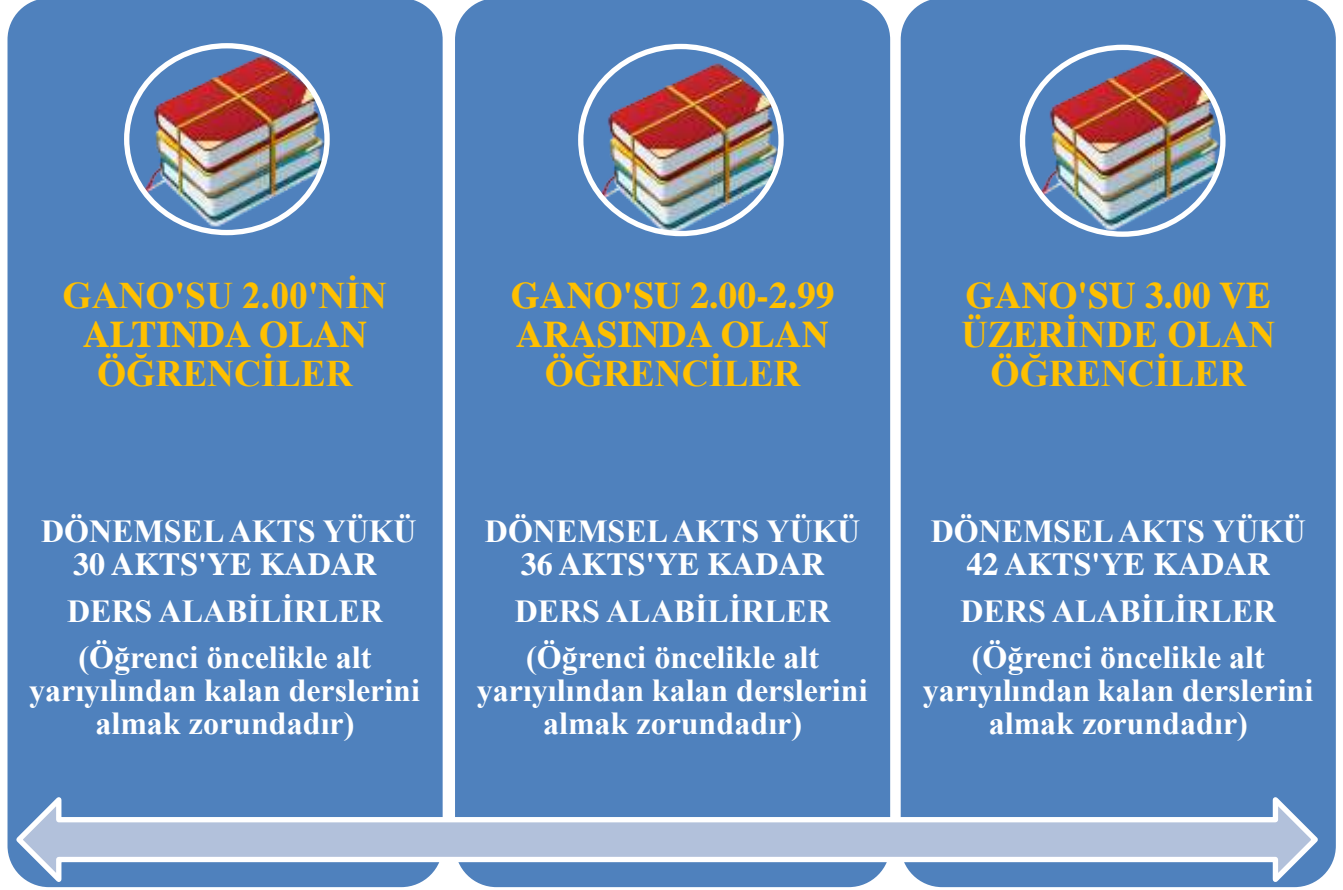 GANO'SU 2.00'NİN
ALTINDA OLAN
ÖĞRENCİLER
DÖNEMSEL AKTS YÜKÜ
30 AKTS'YE KADAR
DERS ALABİLİRLER
(Öğrenci öncelikle alt
yarıyılından kalan derslerini
almak zorundadır)
GANO'SU 2.00-2.99
ARASINDA OLAN
ÖĞRENCİLER
DÖNEMSEL AKTS YÜKÜ
36 AKTS'YE KADAR
DERS ALABİLİRLER
(Öğrenci öncelikle alt
yarıyılından kalan derslerini
almak zorundadır)
GANO'SU 3.00 VE
ÜZERİNDE OLAN
ÖĞRENCİLER
DÖNEMSEL AKTS YÜKÜ
42 AKTS'YE KADAR
DERS ALABİLİRLER
(Öğrenci öncelikle alt
yarıyılından kalan derslerini
almak zorundadır)